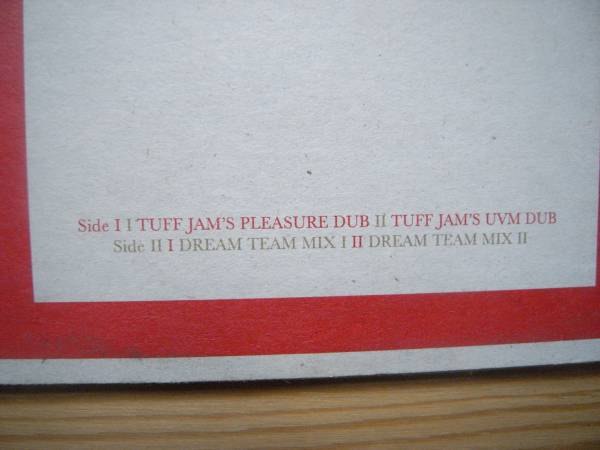 Side I I TUFF JAM'S PLEASURE DUB II TUFF JAM'S UVM DUB
Side II I DREAM TEAM MIX I II DREAM TEAM MIX II